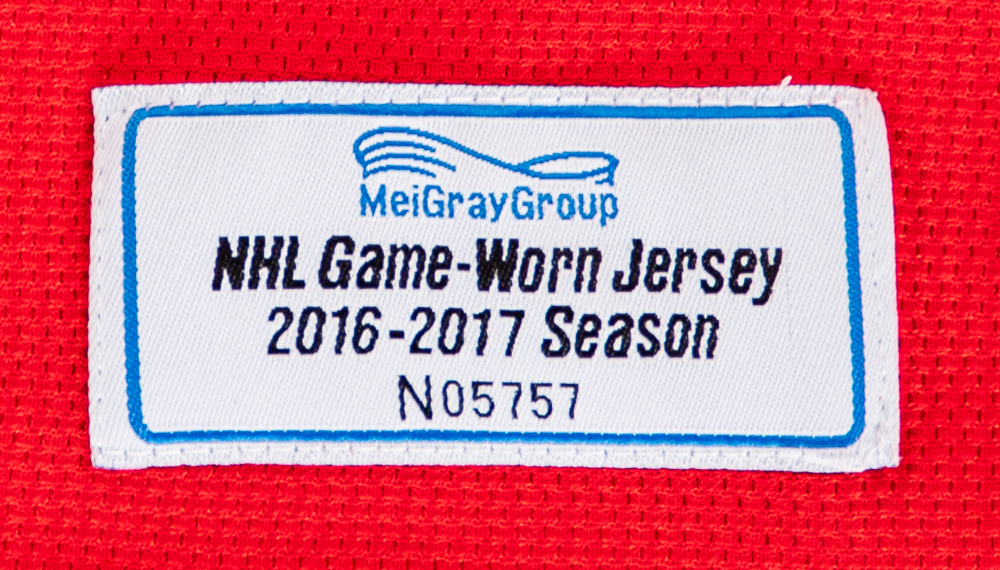 MeiGrayGroup
NHL Game-Worn Jersey
2016-2017 Season
N05757